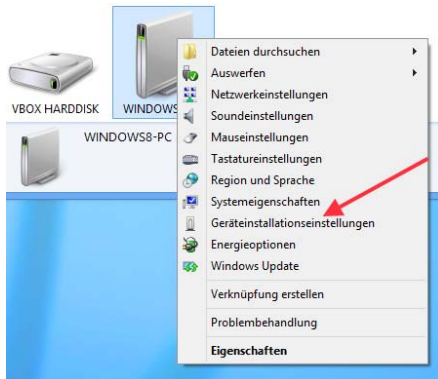 VBOX HARDDISK
WINDOWS
WINDOWS8-PC
Dateien durchsuchen
Auswerfen
Netzwerkeinstellungen
Soundeinstellungen
Mauseinstellungen
Tastatureinstellungen
Region und Sprache
Systemeigenschaften
Geräteinstallationseinstellungen
Energieoptionen
Windows Update
Verknüpfung erstellen
Problembehandlung
Eigenschaften